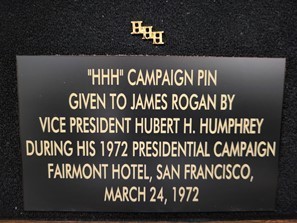 HHH
"HHH" CAMPAIGN PIN
GIVEN TO JAMES ROGAN BY
VICE PRESIDENT HUBERT H. HUMPHREY
DURING HIS 1972 PRESIDENTIAL CAMPAIGN
FAIRMONT HOTEL, SAN FRANCISCO,
MARCH 24, 1972